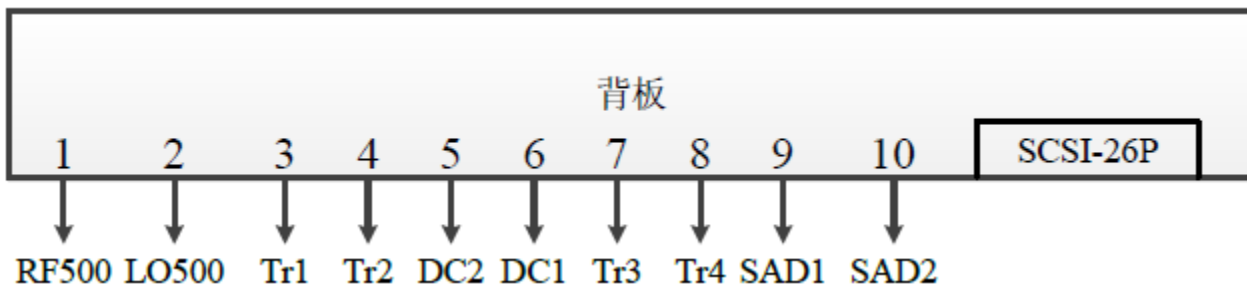 背板
1 2 3 4 5 6 7 8 9 10 SCSI-26P
RF500 LO500 Tr1 Tr2 DC2 DC1 Tr3 Tr4 SAD1 SAD2